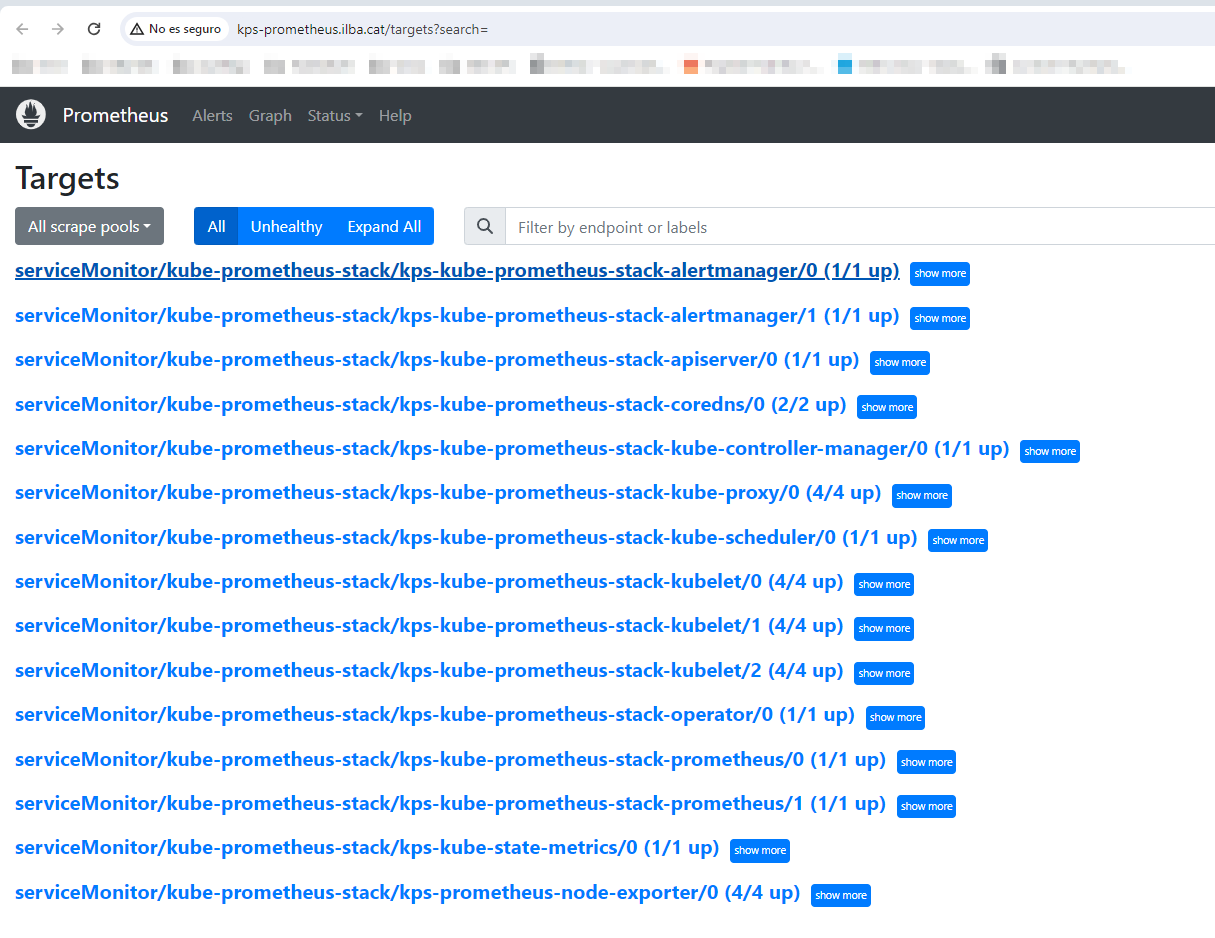 No es seguro kps-prometheus.ilba.cat/targets?search=
Prometheus Alerts Graph Status Help
Targets
All scrape pools All Unhealthy Expand All Filter by endpoint or labels
serviceMonitor/kube-prometheus-stack/kps-kube-prometheus-stack-alertmanager/0 (1/1 up) show more
serviceMonitor/kube-prometheus-stack/kps-kube-prometheus-stack-alertmanager/1 (1/1 up) show more
serviceMonitor/kube-prometheus-stack/kps-kube-prometheus-stack-apiserver/0 (1/1 up) show more
serviceMonitor/kube-prometheus-stack/kps-kube-prometheus-stack-coredns/0 (2/2 up) show more
serviceMonitor/kube-prometheus-stack/kps-kube-prometheus-stack-kube-controller-manager/0 (1/1 up) show more
serviceMonitor/kube-prometheus-stack/kps-kube-prometheus-stack-kube-proxy/0 (4/4 up) show more
serviceMonitor/kube-prometheus-stack/kps-kube-prometheus-stack-kube-scheduler/0 (1/1 up) show more
serviceMonitor/kube-prometheus-stack/kps-kube-prometheus-stack-kubelet/0 (4/4 up) show more
serviceMonitor/kube-prometheus-stack/kps-kube-prometheus-stack-kubelet/1 (4/4 up) show more
serviceMonitor/kube-prometheus-stack/kps-kube-prometheus-stack-kubelet/2 (4/4 up) show more
serviceMonitor/kube-prometheus-stack/kps-kube-prometheus-stack-operator/0 (1/1 up) show more
serviceMonitor/kube-prometheus-stack/kps-kube-prometheus-stack-prometheus/0 (1/1 up) show more
serviceMonitor/kube-prometheus-stack/kps-kube-prometheus-stack-prometheus/1 (1/1 up) show more
serviceMonitor/kube-prometheus-stack/kps-kube-state-metrics/0 (1/1 up) show more
serviceMonitor/kube-prometheus-stack/kps-prometheus-node-exporter/0 (4/4 up) show more